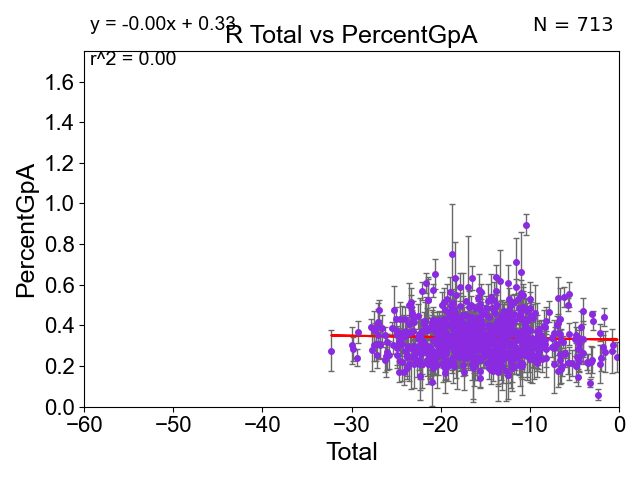 y = -0.00x + 0.33
R Total vs PercentGpA
N = 713
r^2 = 0.00
PercentGpA
1.6
1.4
1.2
1.0
0.8
0.6
0.4
0.2
0.0
−60 −50 −40 −30 −20 −10 0
Total